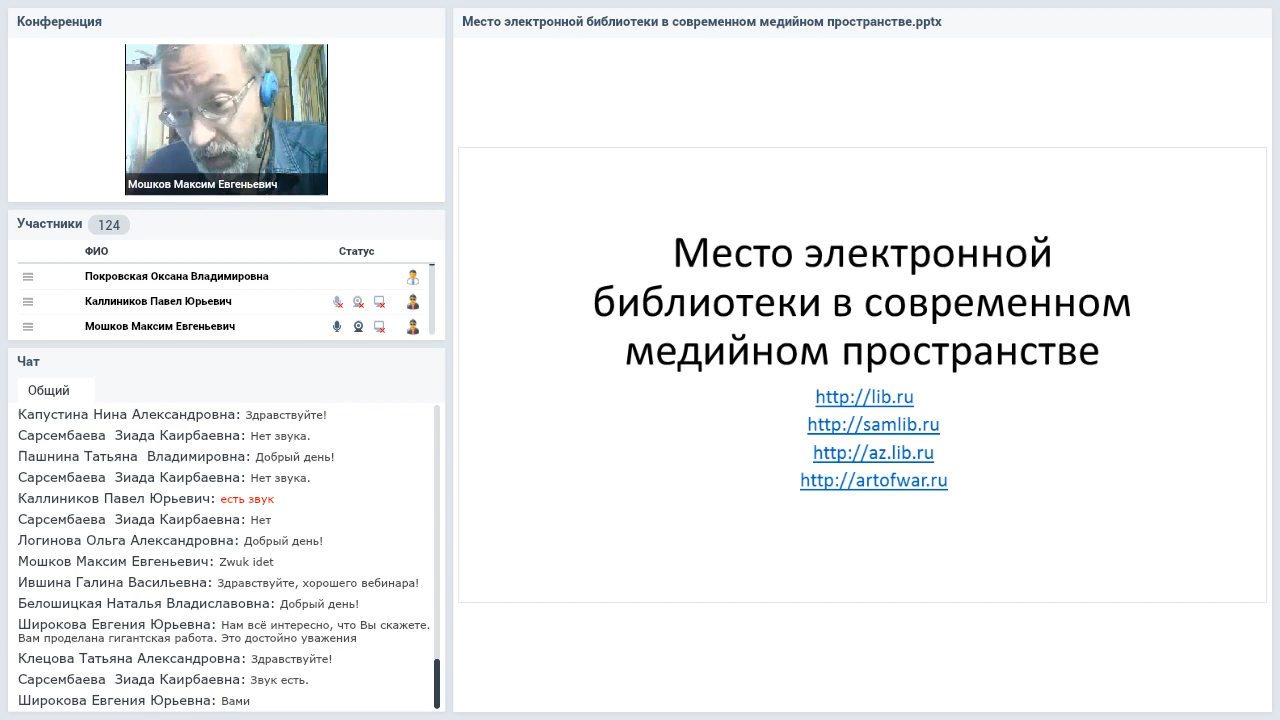 Конференция
Мошков Максим Евгеньевич
Участники 124
ФИО Статус
Покровская Оксана Владимировна
Каллиников Павел Юрьевич
Мошков Максим Евгеньевич
Чат
Общий
Капустина Нина Александровна: Здравствуйте!
Сарсембаева Зиада Каирбаевна: Нет звука.
Пашнина Татьяна Владимировна: Добрый день!
Сарсембаева Зиада Каирбаевна: Нет звука.
Каллиников Павел Юрьевич: есть звук
Сарсембаева Зиада Каирбаевна: Нет
Логинова Ольга Александровна: Добрый день!
Мошков Максим Евгеньевич: Zwuk idet
Ившина Галина Васильевна: Здравствуйте, хорошего вебинара!
Белошицкая Наталья Владиславовна: Добрый день!
Широкова Евгения Юрьевна: Нам всё интересно, что Вы скажете.
Вам проделана гигантская работа. Это достойно уважения
Клецова Татьяна Александровна: Здравствуйте!
Сарсембаева Зиада Каирбаевна: Звук есть.
Широкова Евгения Юрьевна: Вами
Место электронной библиотеки в современном медийном пространстве.pptx
Место электронной
библиотеки в современном
медийном пространстве
http://lib.ru
http://samlib.ru
http://az.lib.ru
http://artofwar.ru